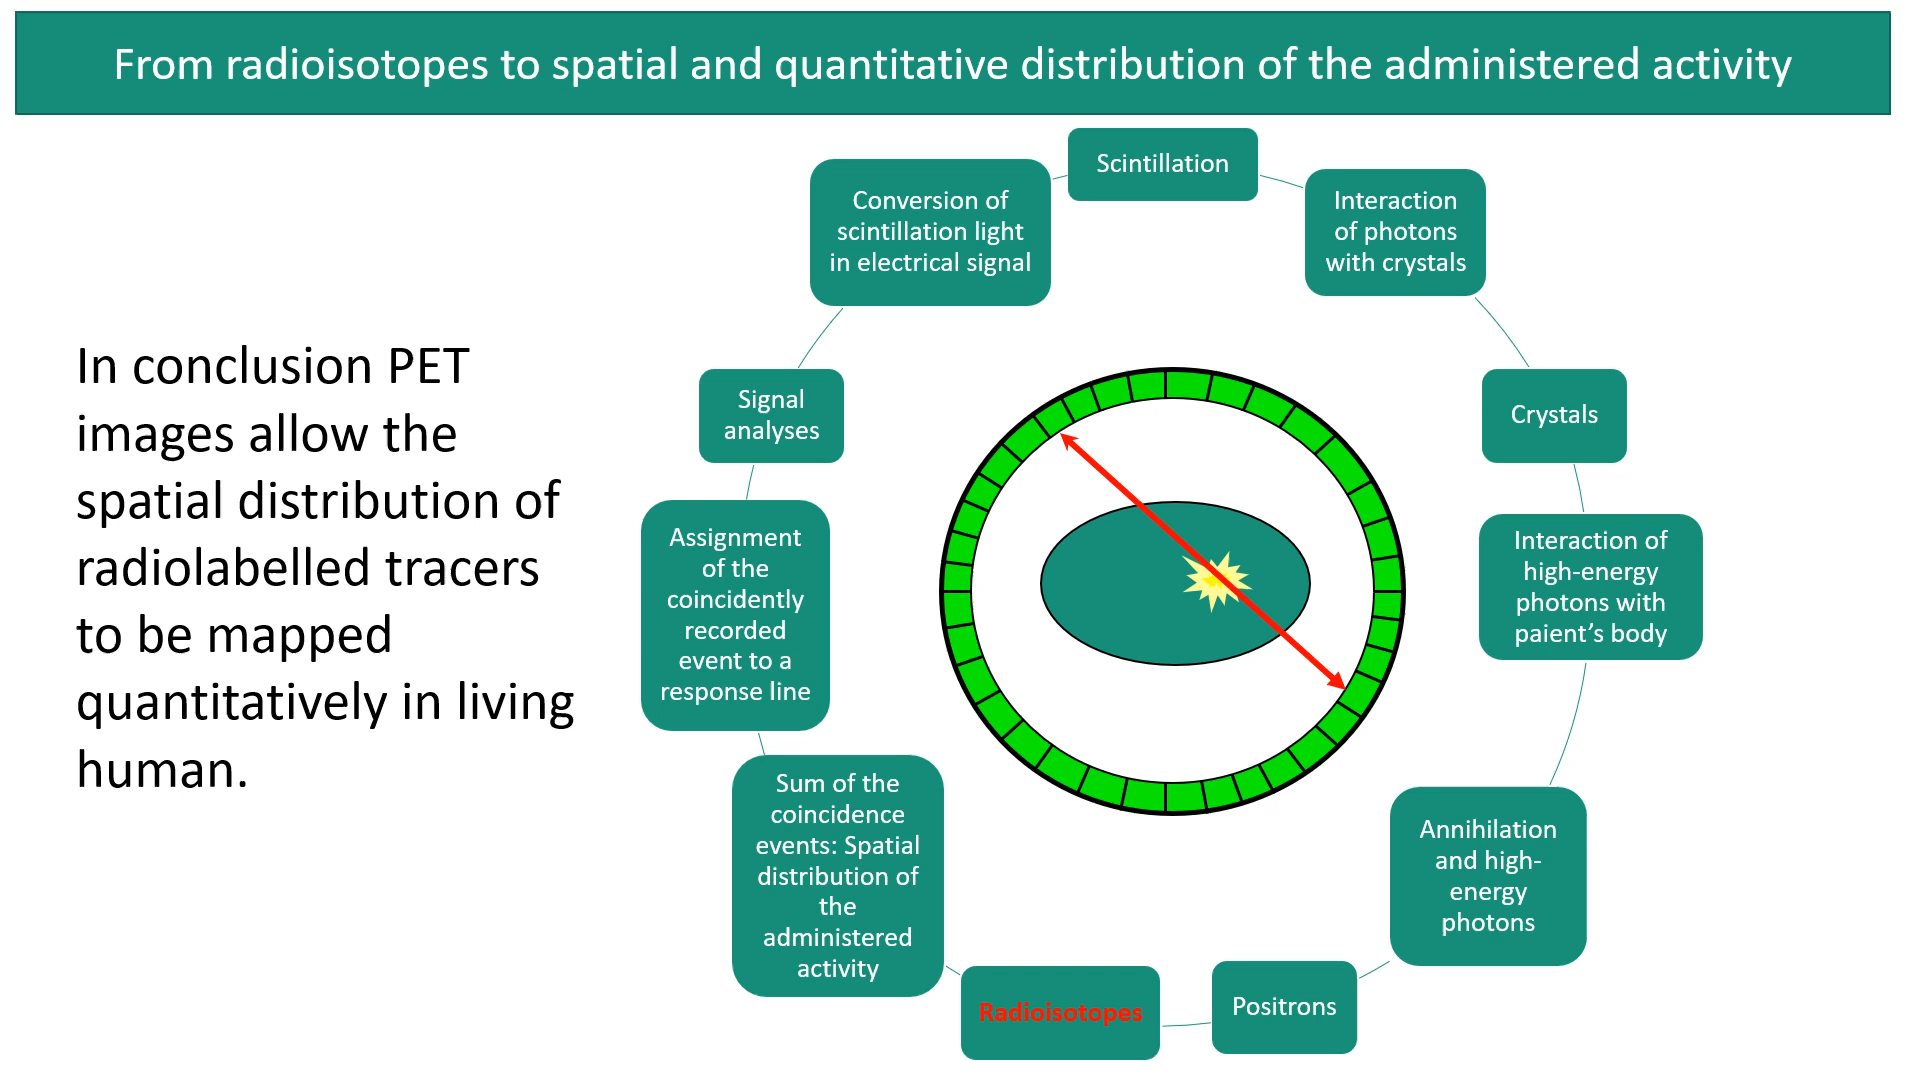 From radioisotopes to spatial and quantitative distribution of the administered activity
In conclusion PET
images allow the
spatial distribution of
radiolabelled tracers
to be mapped
quantitatively in living
human.
Scintillation
Interaction
of photons
with crystals
Crystals
Interaction of
high-energy
photons with
paient's body
Annihilation
and high-
energy
photons
Positrons
Radioisotopes
Sum of the
coincidence
events: Spatial
distribution of
the
administered
activity
Assignment
of the
coincidently
recorded
event to a
response line
Signal
analyses
Conversion of
scintillation light
in electrical signal